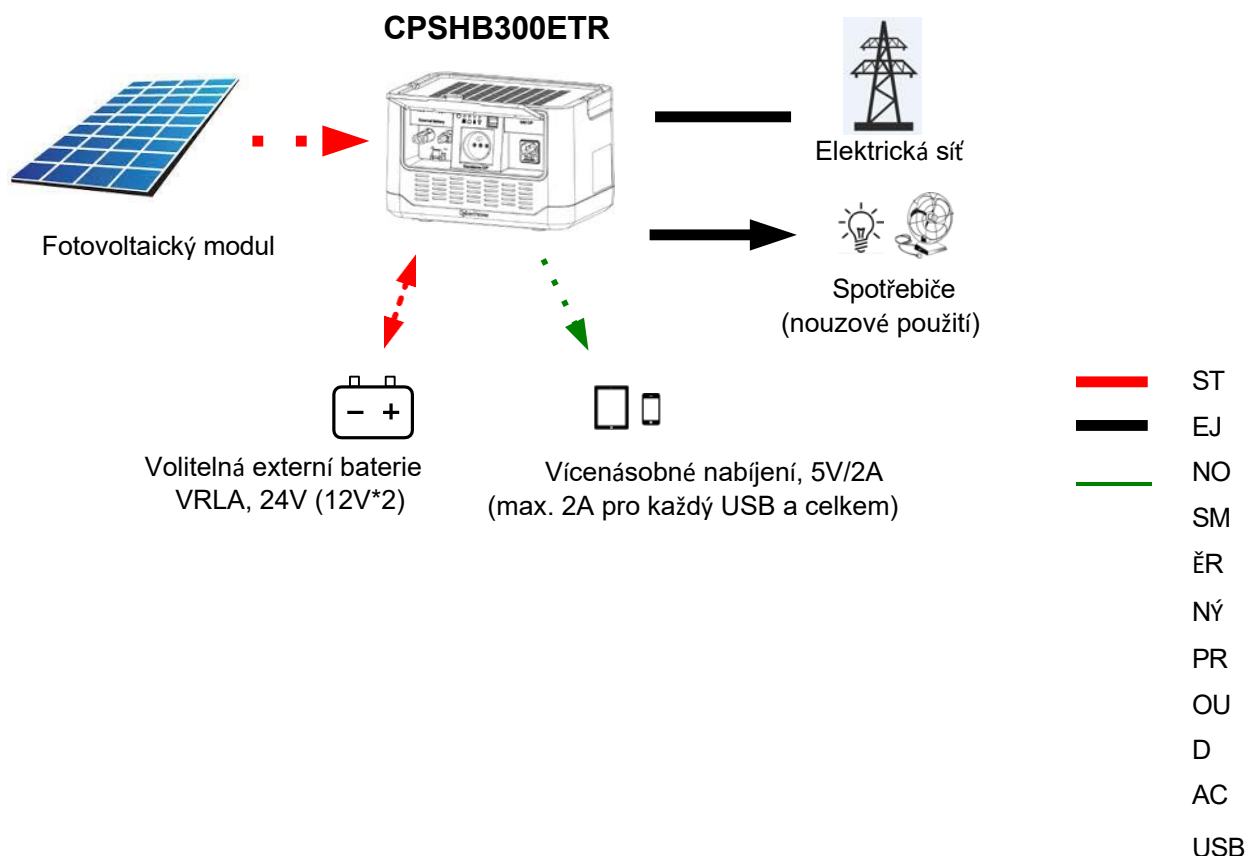 CPSHB300ETR
Elektrická síť
Fotovoltaický modul
Spotřebiče
(nouzové použití)
Volitelná externí baterie
VRLA, 24V (12V*2)
Vícenásobné nabíjení, 5V/2A
(max. 2A pro každý USB a celkem)
ST
EJ
NO
SM
ĚR
NÝ
PR
OU
D
AC
USB